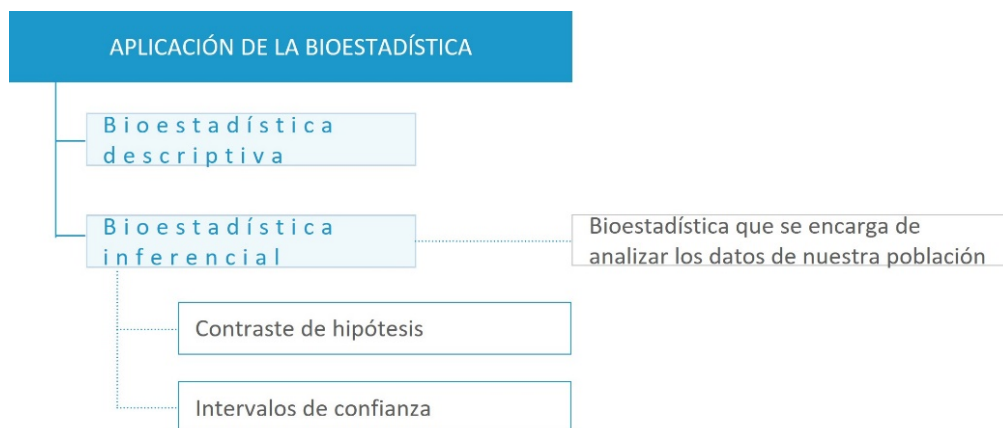 APLICACIÓN DE LA BIOESTADÍSTICA
Bioestadística
descriptiva
Bioestadística
inferencial
Bioestadística que se encarga de
analizar los datos de nuestra población
Contraste de hipótesis
Intervalos de confianza